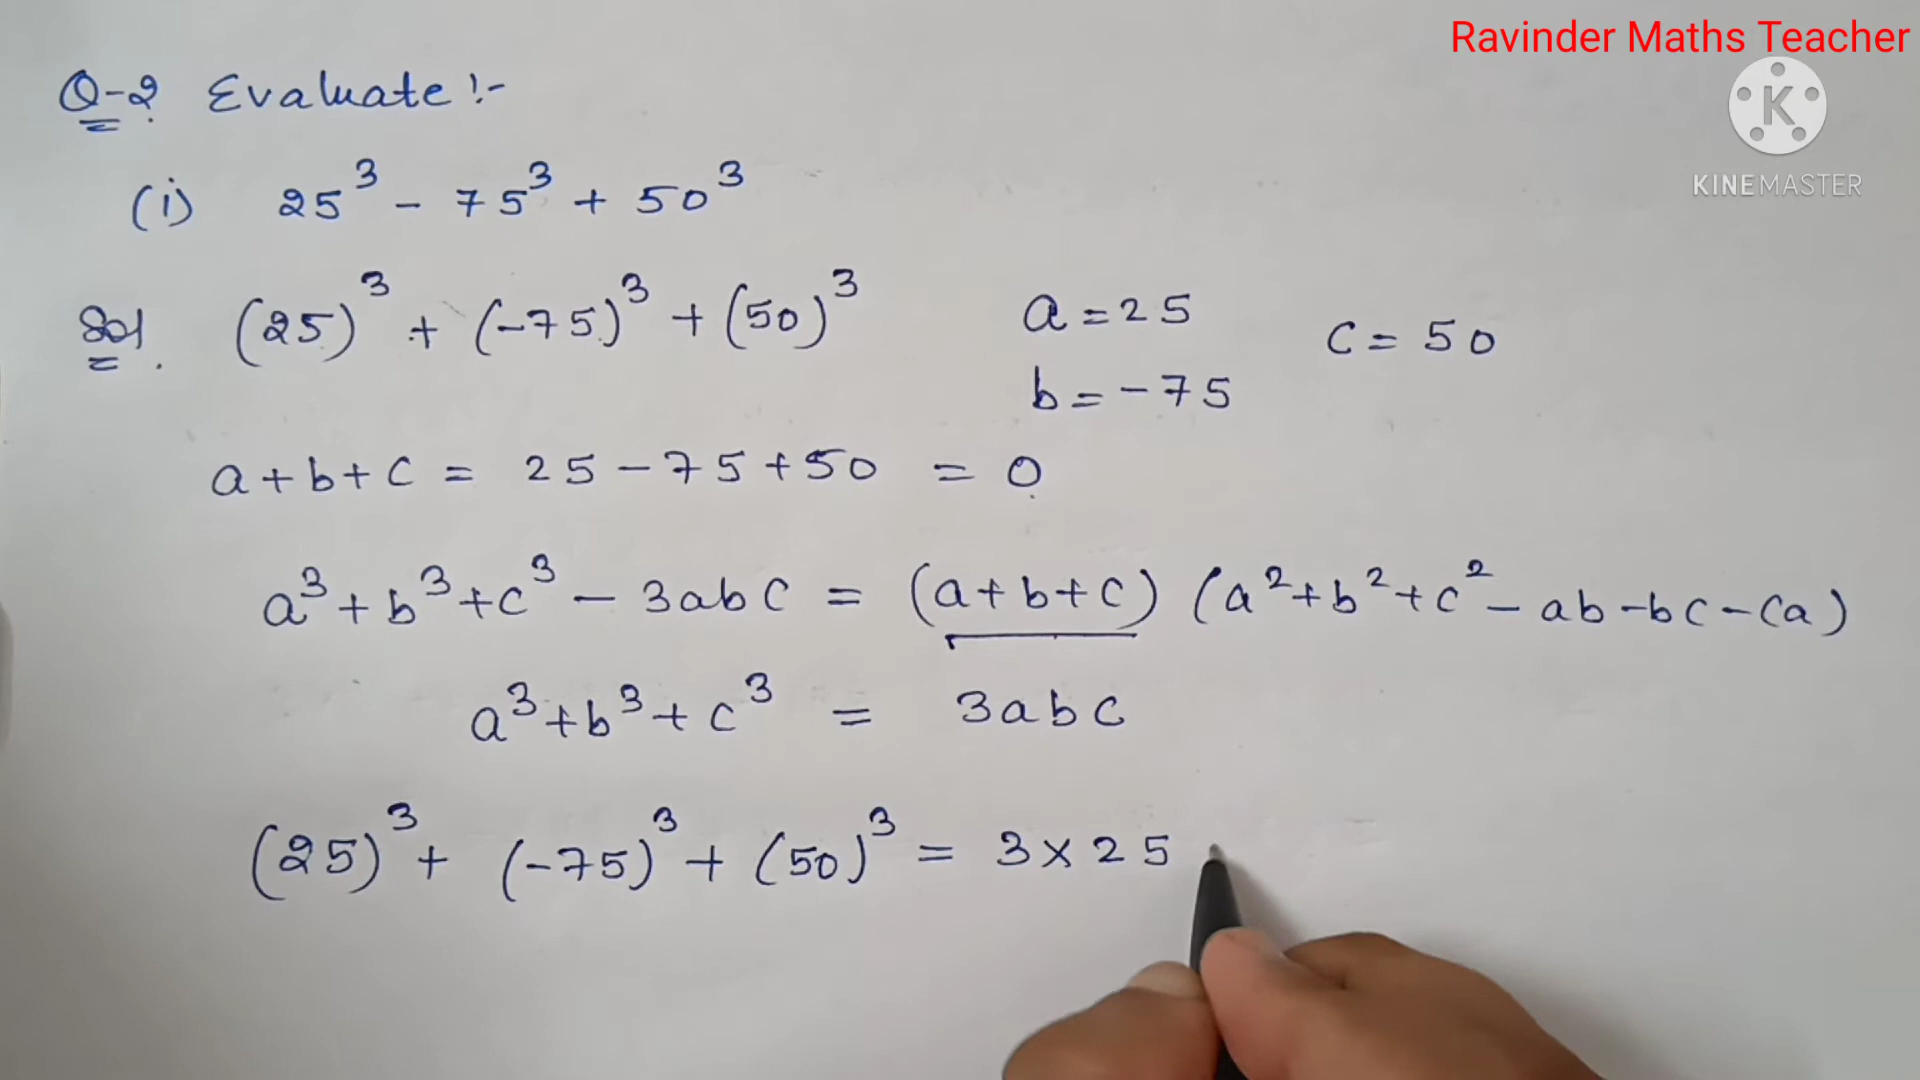 Ravinder Maths Teacher
K
KINEMASTER
Q-2 Evaluate :-
(i) 25³ - 75³ + 50³
Sol. (25)³ + (-75)³ + (50)³ a = 25 c = 50
b = -75
a+b+c = 25 - 75 + 50 = 0
a³+b³+c³ - 3abc = (a+b+c) (a²+b²+c² - ab - bc - ca)
a³+b³+c³ = 3abc
(25)³ + (-75)³ + (50)³ = 3 × 25